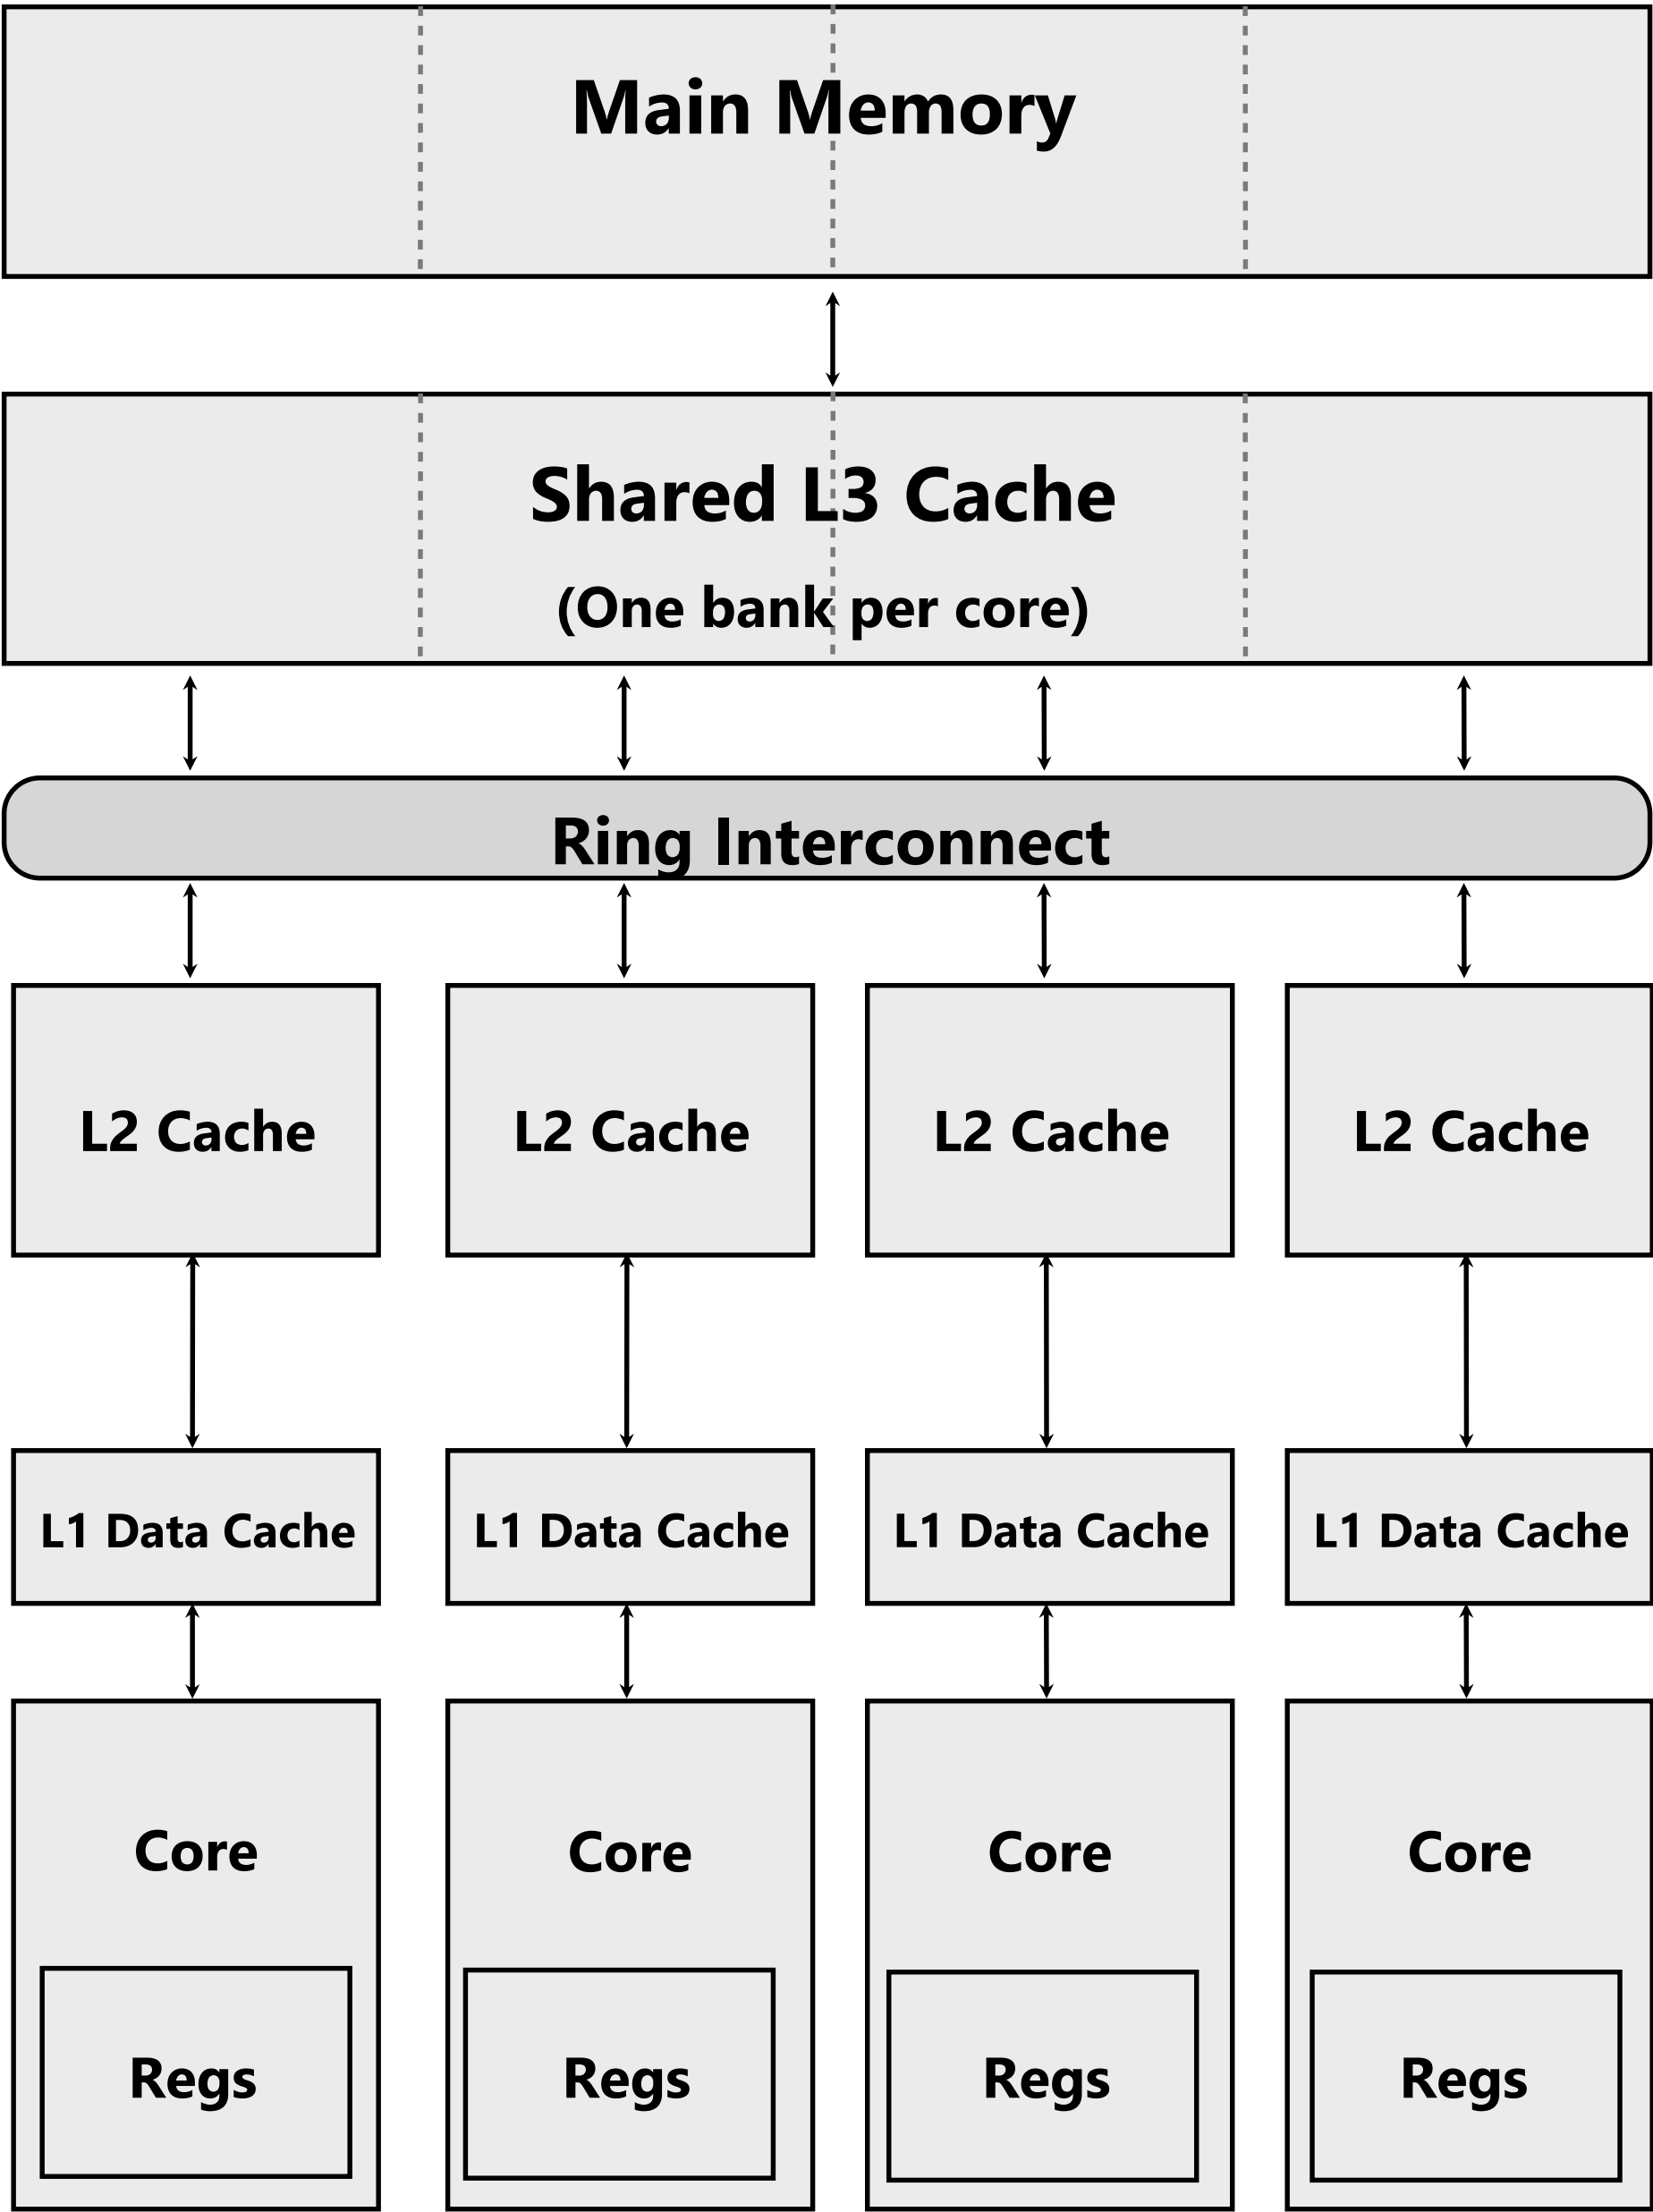 Main Memory
Shared L3 Cache
(One bank per core)
Ring Interconnect
L2 Cache
L2 Cache
L2 Cache
L2 Cache
L1 Data Cache
L1 Data Cache
L1 Data Cache
L1 Data Cache
Core
Core
Core
Core
Regs
Regs
Regs
Regs